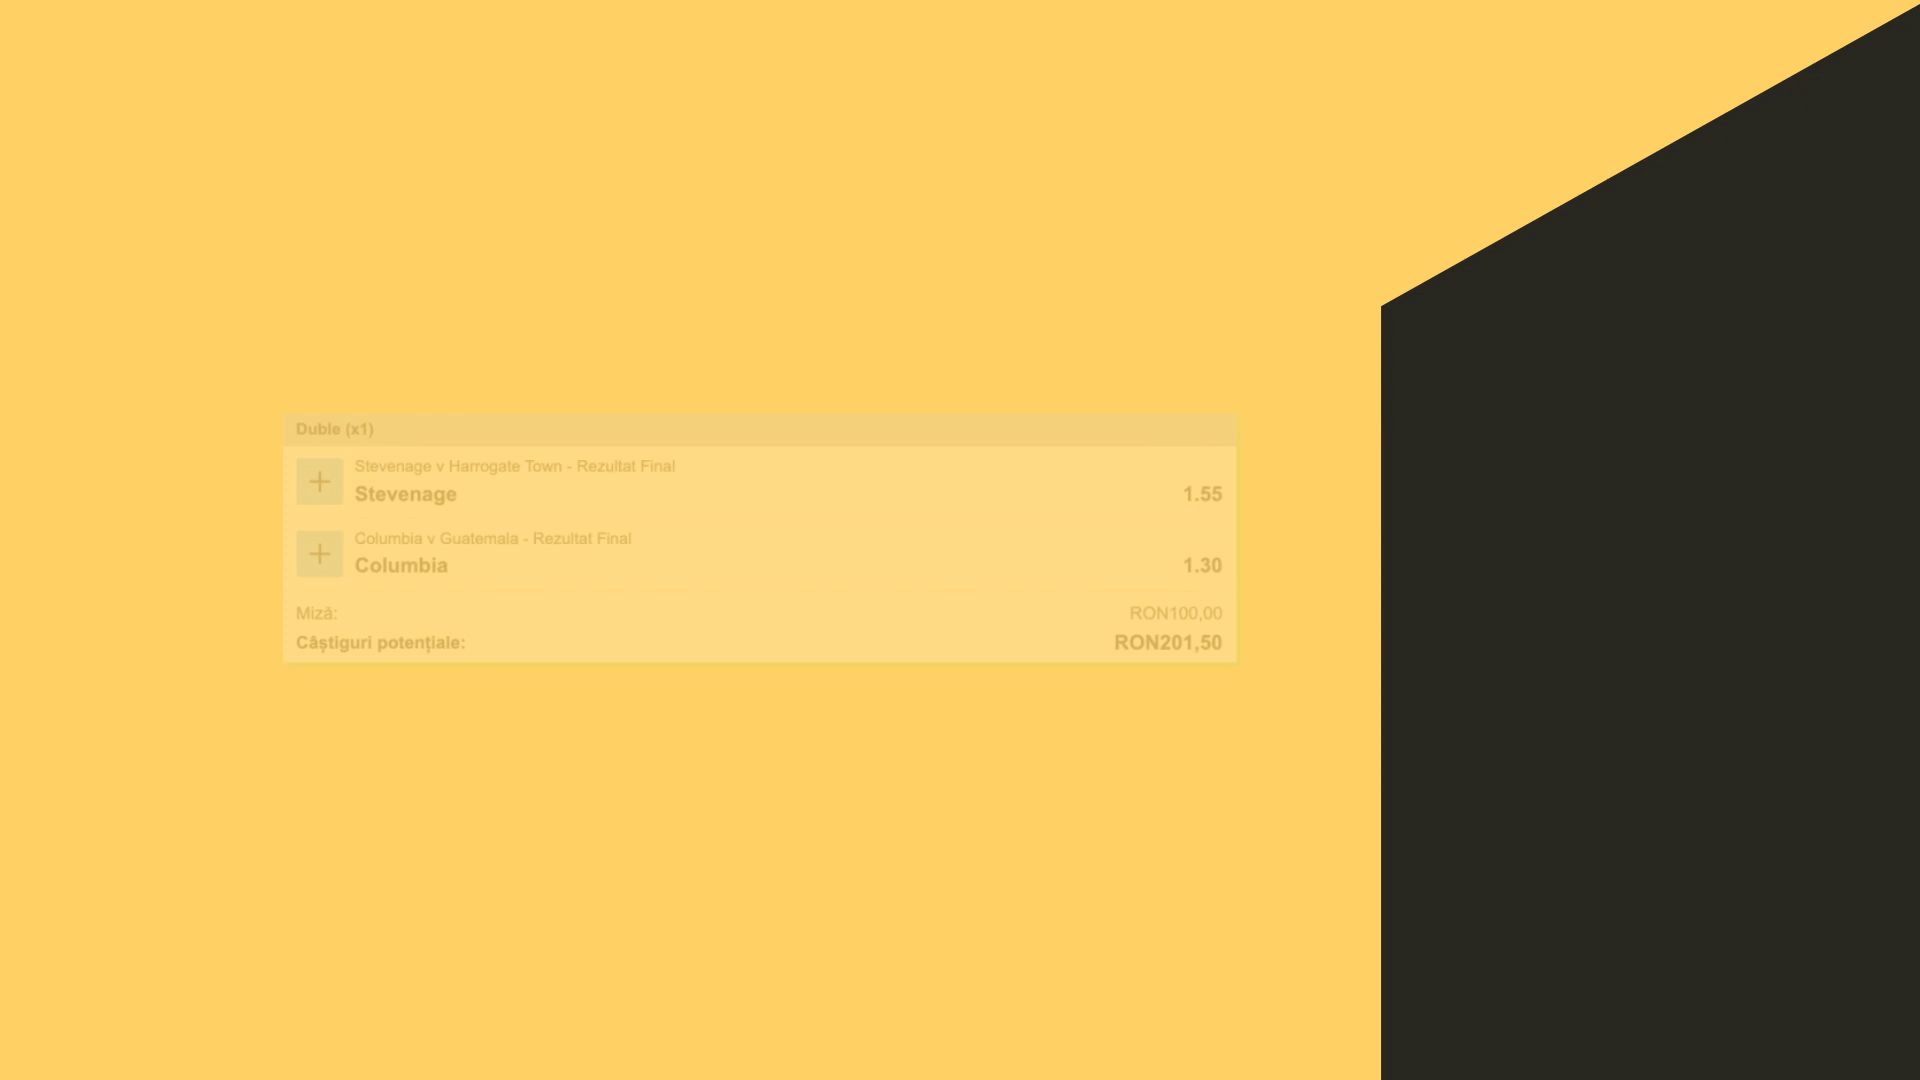 Duble (x1)
Stevenage v Harrogate Town - Rezultat Final
Stevenage 1.55
Columbia v Guatemala - Rezultat Final
Columbia 1.30
Miză: RON100,00
Câștiguri potențiale: RON201,50